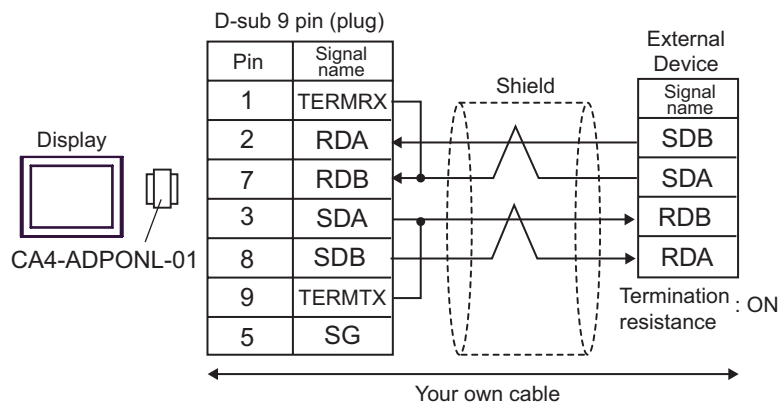 D-sub 9 pin (plug)
Pin Signal name
1 TERMRX
2 RDA
7 RDB
3 SDA
8 SDB
9 TERMTX
5 SG
Display
CA4-ADPONL-01
Shield
External
Device
Signal
name
SDB
SDA
RDB
RDA
Termination : ON
resistance
Your own cable